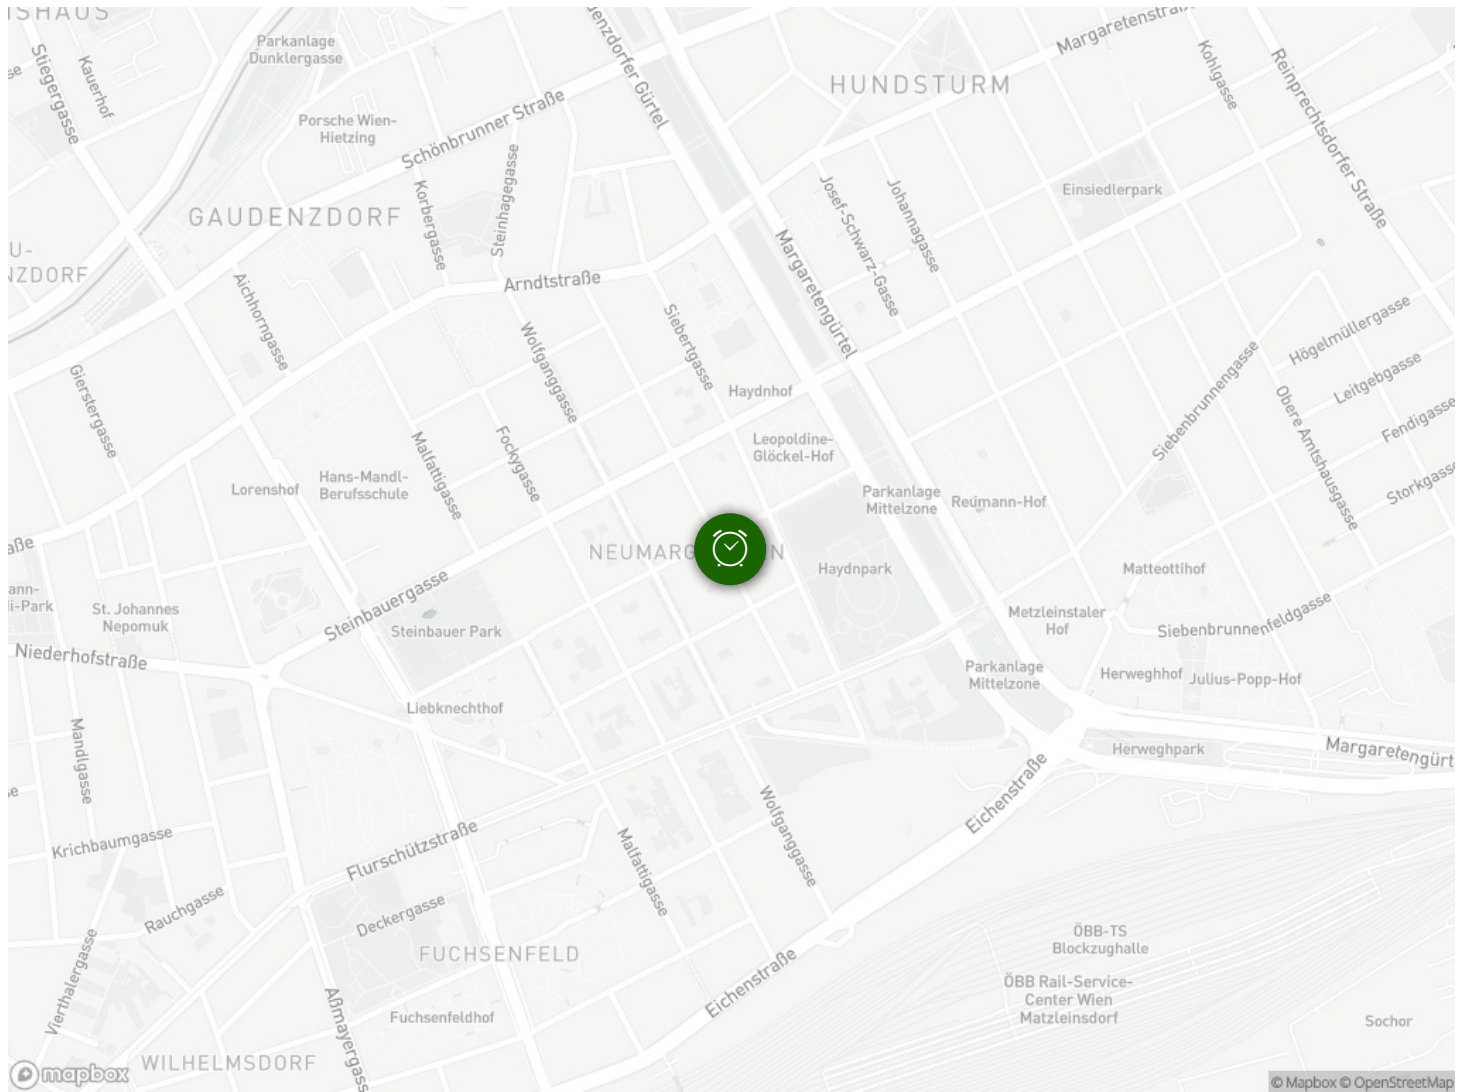 Margaretenstraß
Parkanlage
Dunklergasse
Stiegergasse
Kauerhof
Kohlgasse
Reinprechtsdorfer Straße
HUNDSTURM
Schönbrunner Straße
Porsche Wien-
Hietzing
Steinhagegasse
Korbergasse
Josef-Schwarz-Gasse
Johannagasse
Einsiedlerpark
GAUDENZDORF
NZDORF
Aichhorngasse
Arndtstraße
Margaretengürtel
Siebertgasse
Wolfganggasse
Högelmüllergasse
Leitgebgasse
Gierstergasse
Haydnhof
Siebenbrunnengasse
Obere Amtshausgasse
Fendigasse
Malfattigasse
Fockygasse
Leopoldine-
Glöckel-Hof
Lorenshof
Hans-Mandl-
Berufsschule
Parkanlage
Mittelzone
Reumann-Hof
Storkgasse
NEUMARG
N
Haydnpark
Matteottihof
i-Park
St. Johannes
Nepomuk
Steinbauergasse
Steinbauer Park
Metzleinstaler
Hof
Siebenbrunnenfeldgasse
Niederhofstraße
Parkanlage
Mittelzone
Herweghhof
Julius-Popp-Hof
Liebknechthof
Mandlgasse
Herweghpark
Margaretengürt
Eichenstraße
Wolfganggasse
Krichbaumgasse
Flurschützstraße
Malfattigasse
Rauchgasse
Deckergasse
FUCHSENFELD
ÖBB-TS
Blockzughalle
Vierthalergasse
Eichenstraße
ÖBB Rail-Service-
Center Wien
Matzleinsdorf
Aßmayergass
Fuchsenfeldhof
Sochor
WILHELMSDORF
mapbox
© Mapbox © OpenStreetMap